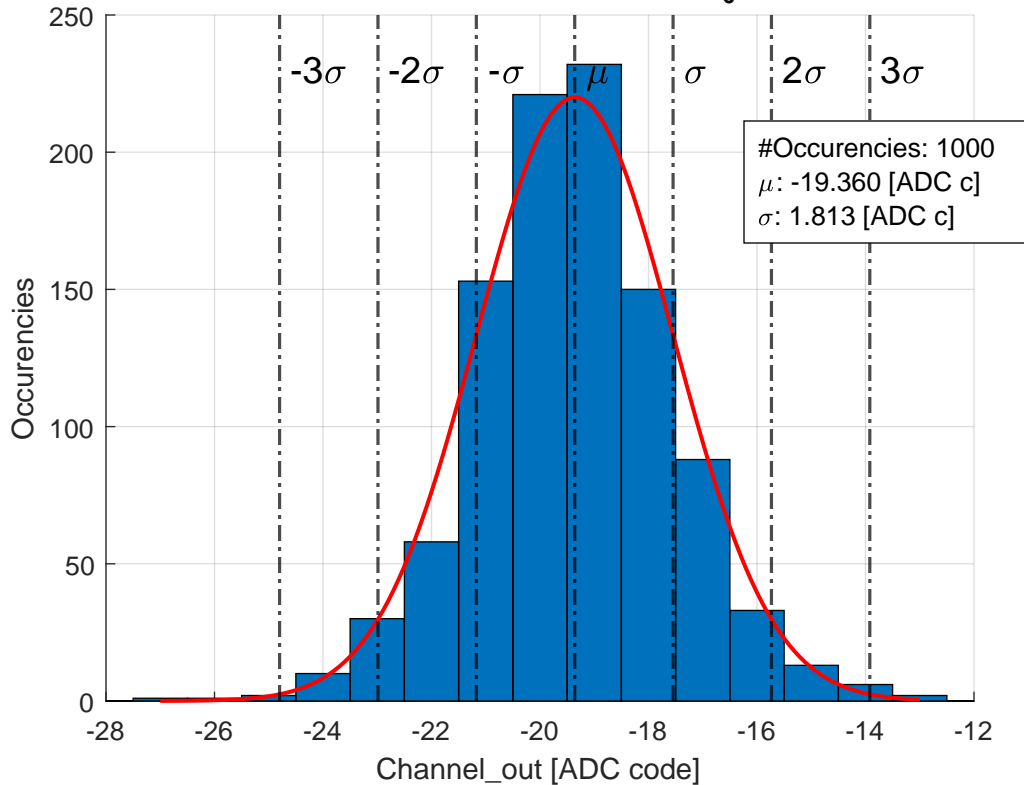 250
200
150
100
50
0
-3σ
-2σ
-σ
μ
σ
2σ
3σ
#Occurencies: 1000
μ: -19.360 [ADC c]
σ: 1.813 [ADC c]
Occurencies
-28
-26
-24
-22
-20
-18
-16
-14
-12
Channel_out [ADC code]